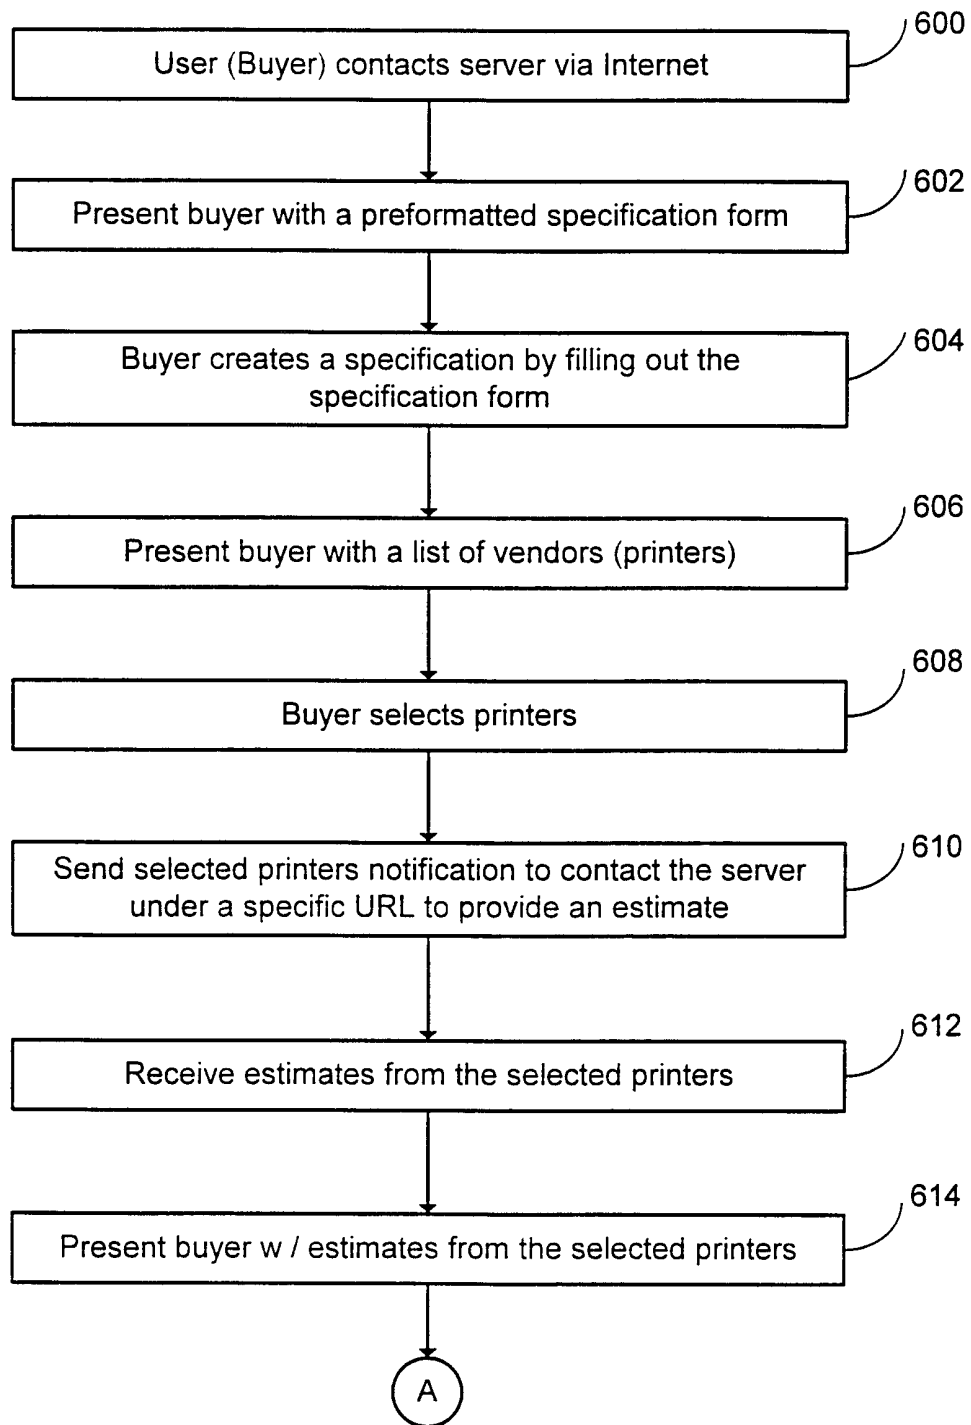 600
User (Buyer) contacts server via Internet
602
Present buyer with a preformatted specification form
604
Buyer creates a specification by filling out the
specification form
606
Present buyer with a list of vendors (printers)
608
Buyer selects printers
610
Send selected printers notification to contact the server
under a specific URL to provide an estimate
612
Receive estimates from the selected printers
614
Present buyer w / estimates from the selected printers
A